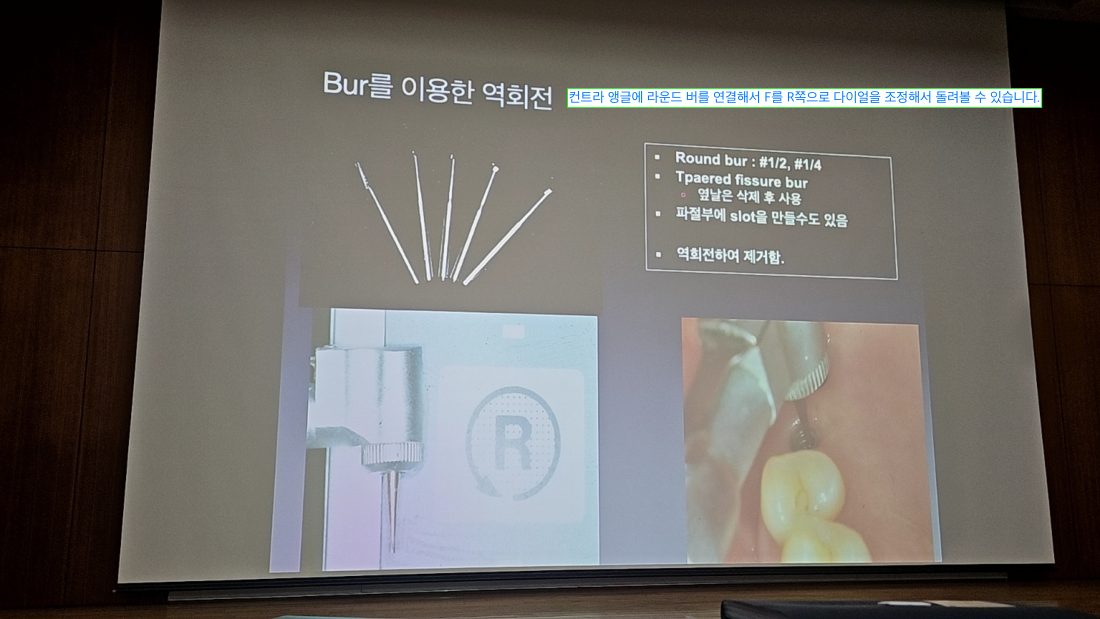 Bur를 이용한 역회전
컨트라 앵글에 라운드 버를 연결해서 F를 R쪽으로 다이얼을 조정해서 돌려볼 수 있습니다.
▪ Round bur : #1/2, #1/4
▪ Tpaered fissure bur
○ 옆날은 삭제 후 사용
▪ 파절부에 slot을 만들수도 있음
▪ 역회전하여 제거함.
R